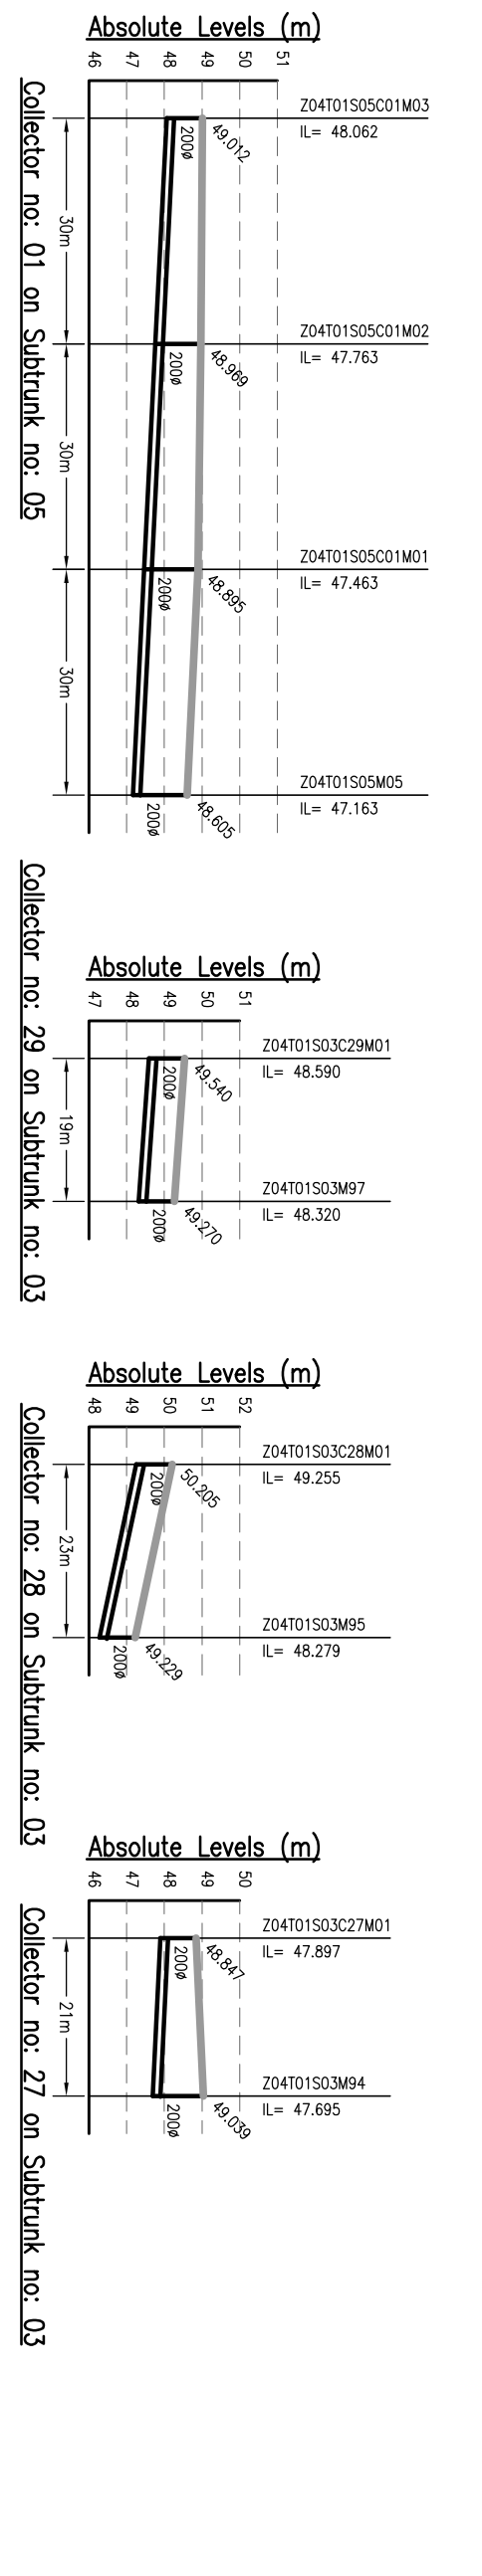 Absolute Levels (m)
46
47
48
49
50
51
Z04T01S05C01M03
IL= 48.062
49.012
200ø
30m
Z04T01S05C01M02
IL= 47.763
48.969
200ø
30m
Z04T01S05C01M01
IL= 47.463
48.895
200ø
30m
Z04T01S05M05
IL= 47.163
48.605
200ø
Collector no: 01 on Subtrunk no: 05
Absolute Levels (m)
47
48
49
50
51
Z04T01S03C29M01
IL= 48.590
49.540
200ø
19m
Z04T01S03M97
IL= 48.320
49.270
200ø
Collector no: 29 on Subtrunk no: 03
Absolute Levels (m)
48
49
50
51
52
Z04T01S03C28M01
IL= 49.255
50.205
200ø
23m
Z04T01S03M95
IL= 48.279
49.229
200ø
Collector no: 28 on Subtrunk no: 03
Absolute Levels (m)
46
47
48
49
50
Z04T01S03C27M01
IL= 47.897
48.847
200ø
21m
Z04T01S03M94
IL= 47.695
49.039
200ø
Collector no: 27 on Subtrunk no: 03